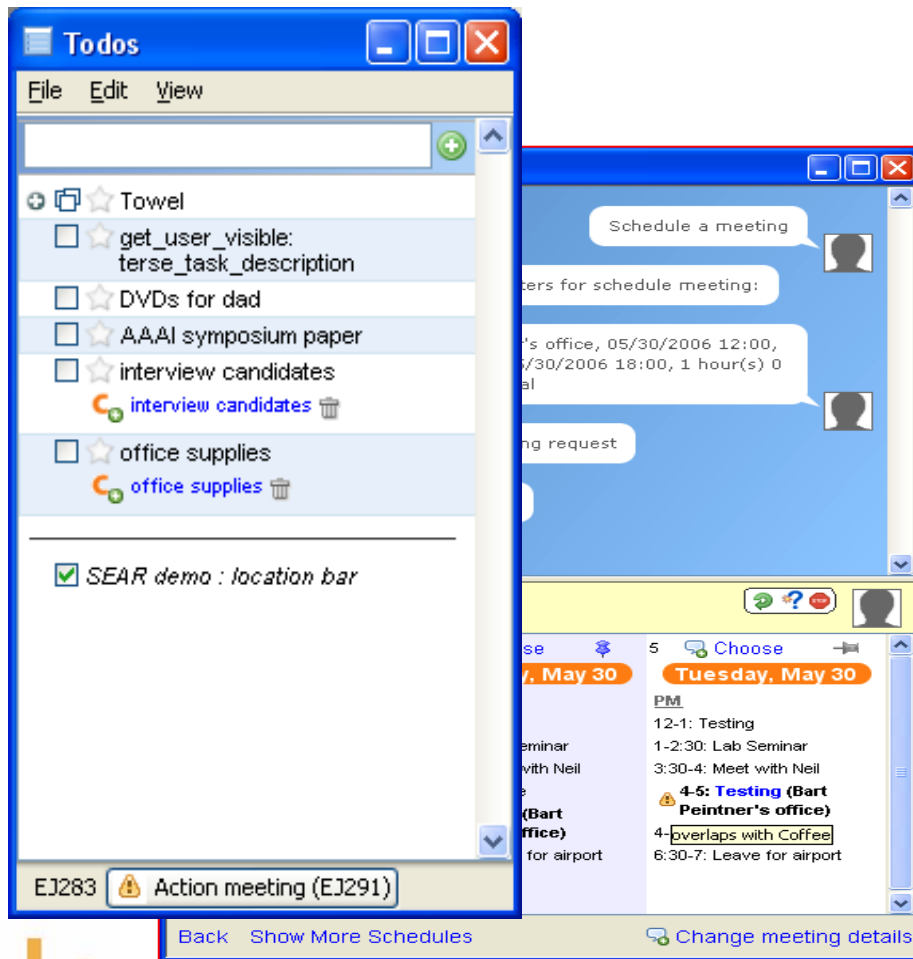 Todos
File Edit View
Towel
get_user_visible:
terse_task_description
DVDs for dad
AAAI symposium paper
interview candidates
interview candidates
office supplies
office supplies
SEAR demo : location bar
EJ283 Action meeting (EJ291)
Schedule a meeting
ters for schedule meeting:
's office, 05/30/2006 12:00,
/30/2006 18:00, 1 hour(s) 0
al
ng request
STOP
se
y, May 30
eminar
with Neil
(Bart
ffice)
for airport
5 Choose
Tuesday, May 30
PM
12-1: Testing
1-2:30: Lab Seminar
3:30-4: Meet with Neil
4-5: Testing (Bart
Peintner's office)
4-overlaps with Coffee
6:30-7: Leave for airport
Back Show More Schedules Change meeting details